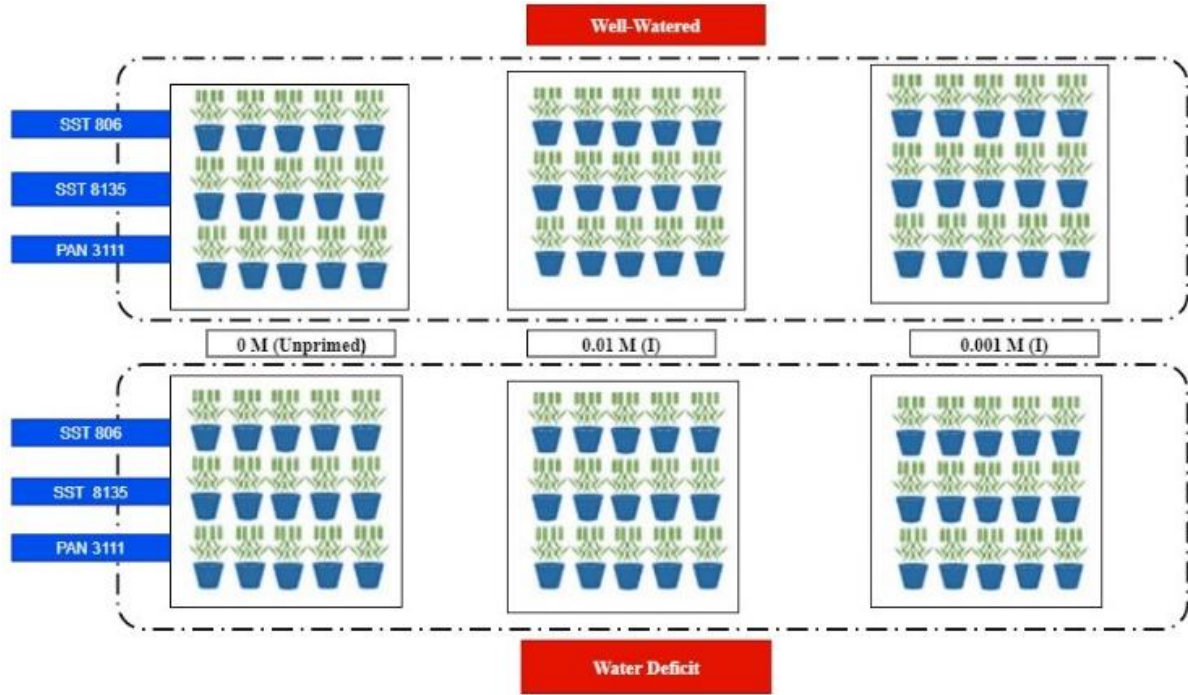 Well-Watered
SST 806
SST 8135
PAN 3111
0 M (Unprimed)
0.01 M (I)
0.001 M (I)
SST 806
SST 8135
PAN 3111
Water Deficit